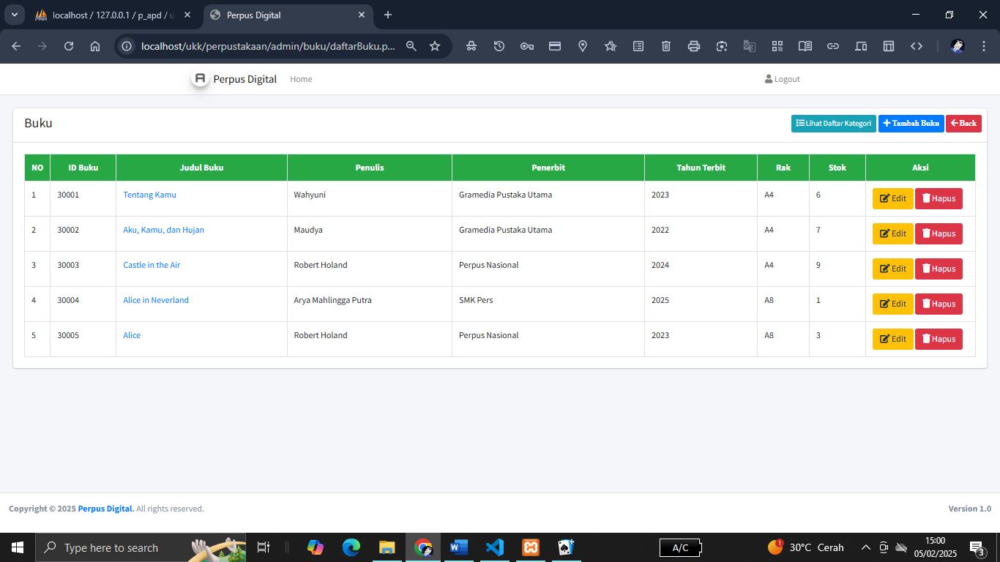 localhost / 127.0.0.1 / p_apd / u
Perpus Digital
localhost/ukk/perpustakaan/admin/buku/daftarBuku.p...
Perpus Digital Home Logout
Buku Lihat Daftar Kategori Tambah Buku Back
NO ID Buku Judul Buku Penulis Penerbit Tahun Terbit Rak Stok Aksi
1 30001 Tentang Kamu Wahyuni Gramedia Pustaka Utama 2023 A4 6 Edit Hapus
2 30002 Aku, Kamu, dan Hujan Maudya Gramedia Pustaka Utama 2022 A4 7 Edit Hapus
3 30003 Castle in the Air Robert Holand Perpus Nasional 2024 A4 9 Edit Hapus
4 30004 Alice in Neverland Arya Mahlingga Putra SMK Pers 2025 A8 1 Edit Hapus
5 30005 Alice Robert Holand Perpus Nasional 2023 A8 3 Edit Hapus
Copyright © 2025 Perpus Digital. All rights reserved. Version 1.0
Type here to search
A/C
1
30°C Cerah
15:00
05/02/2025
3